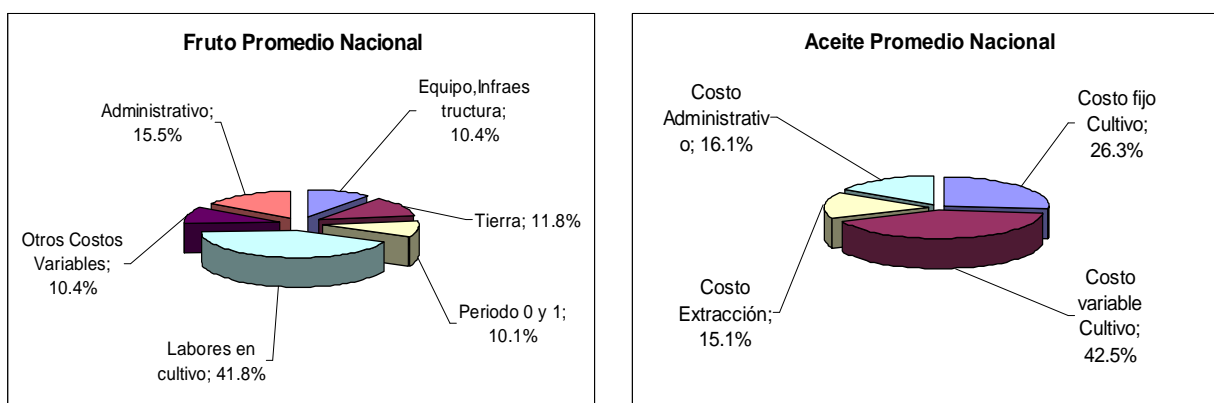 Fruto Promedio Nacional
Administrativo;
15.5%
Equipo,Infraes
tructura;
10.4%
Tierra; 11.8%
Otros Costos
Variables;
10.4%
Periodo 0 y 1;
10.1%
Labores en
cultivo; 41.8%
Aceite Promedio Nacional
Costo
Administrativ
o; 16.1%
Costo fijo
Cultivo;
26.3%
Costo
Extracción;
15.1%
Costo
variable
Cultivo;
42.5%